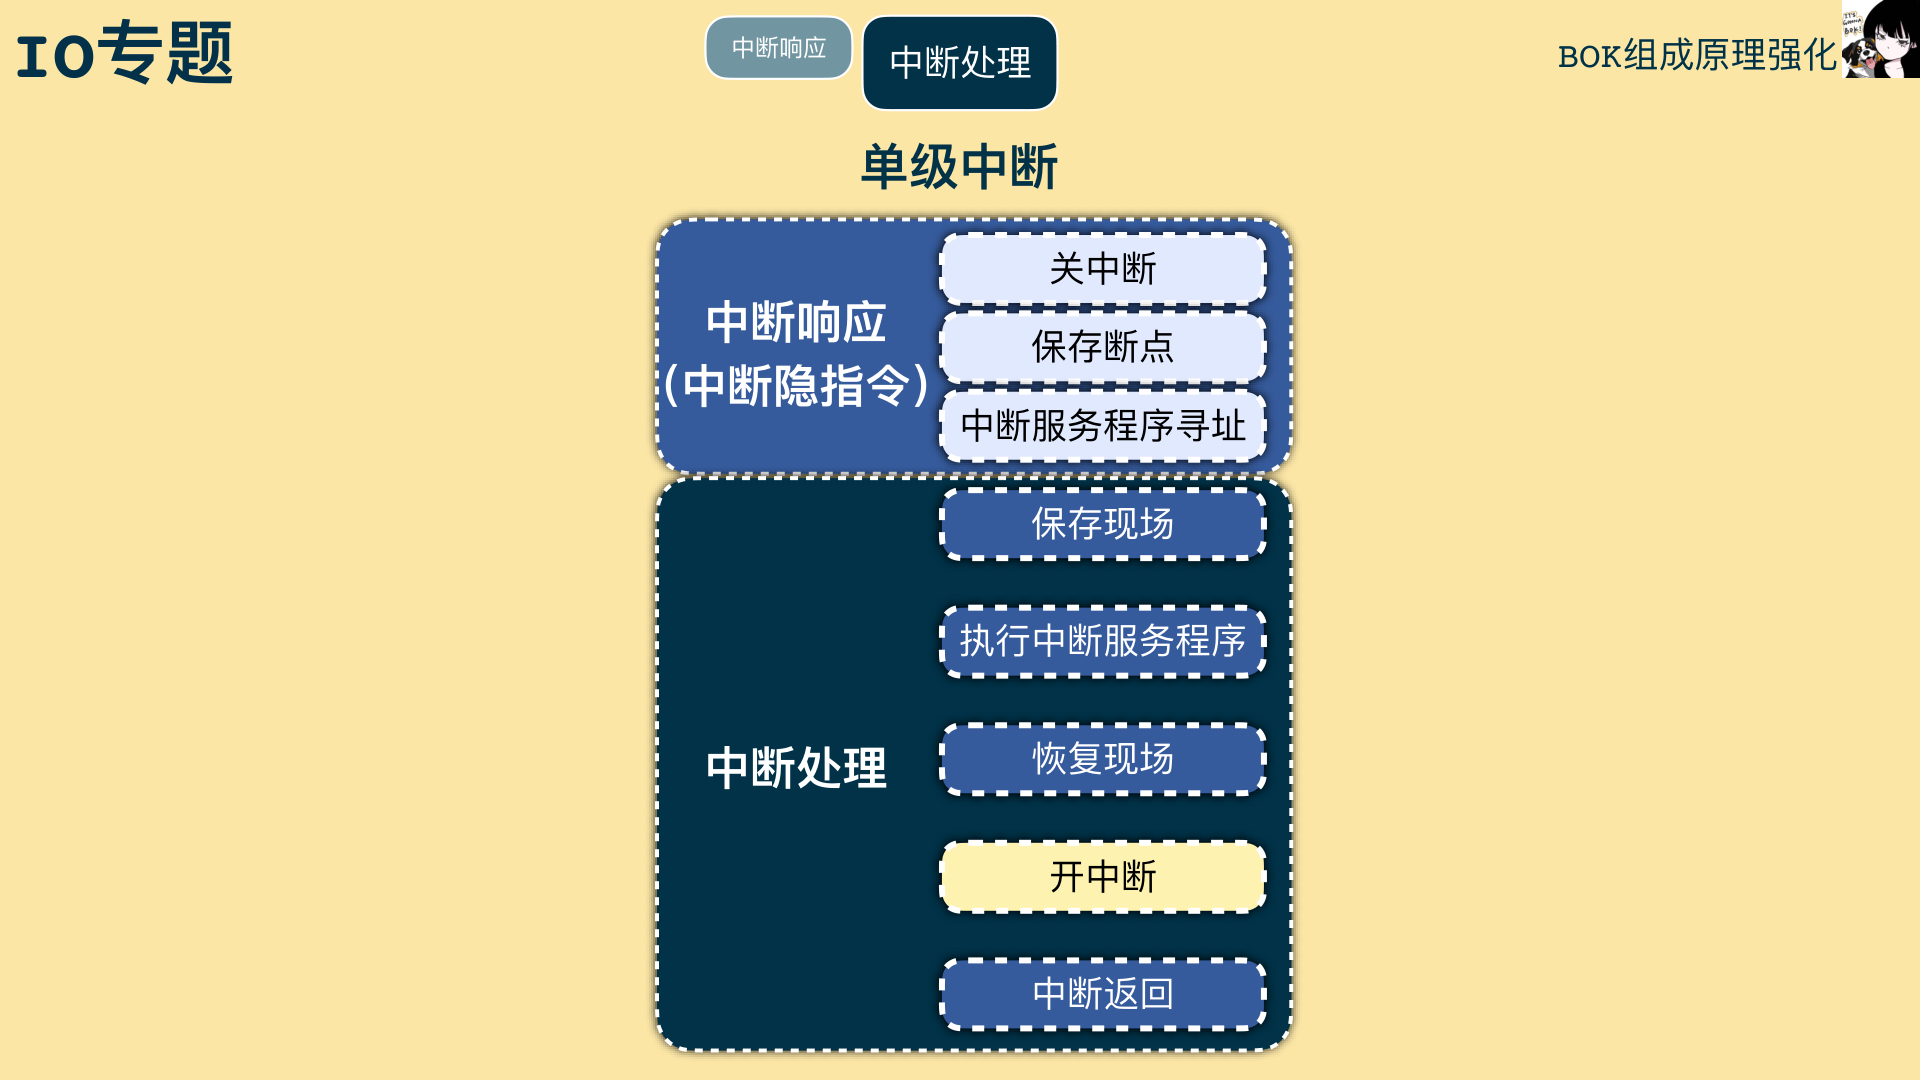 IO专题
中断响应
中断处理
BOK组成原理强化
单级中断
中断响应
(中断隐指令)
关中断
保存断点
中断服务程序寻址
中断处理
保存现场
执行中断服务程序
恢复现场
开中断
中断返回